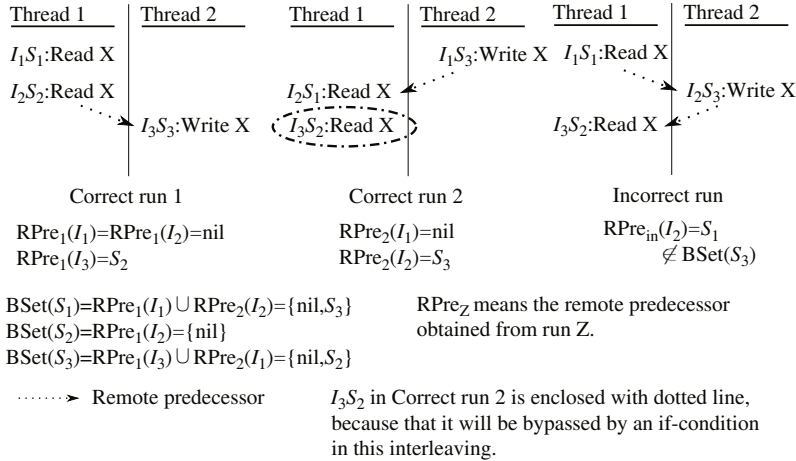 Thread 1 Thread 2 Thread 1 Thread 2 Thread 1 Thread 2
I₁S₁:Read X I₁S₃:Write X I₁S₁:Read X
I₂S₂:Read X I₂S₁:Read X I₂S₃:Write X
I₃S₃:Write X I₃S₂:Read X I₃S₂:Read X
Correct run 1 Correct run 2 Incorrect run
RPre₁(I₁)=RPre₁(I₂)=nil RPre₂(I₁)=nil RPreᵢₙ(I₂)=S₁
RPre₁(I₃)=S₂ RPre₂(I₂)=S₃ ∉BSet(S₃)
BSet(S₁)=RPre₁(I₁)∪RPre₂(I₂)={nil,S₃}
BSet(S₂)=RPre₁(I₂)={nil}
BSet(S₃)=RPre₁(I₃)∪RPre₂(I₁)={nil,S₂}
RPre_Z means the remote predecessor
obtained from run Z.
Remote predecessor
I₃S₂ in Correct run 2 is enclosed with dotted line,
because that it will be bypassed by an if-condition
in this interleaving.